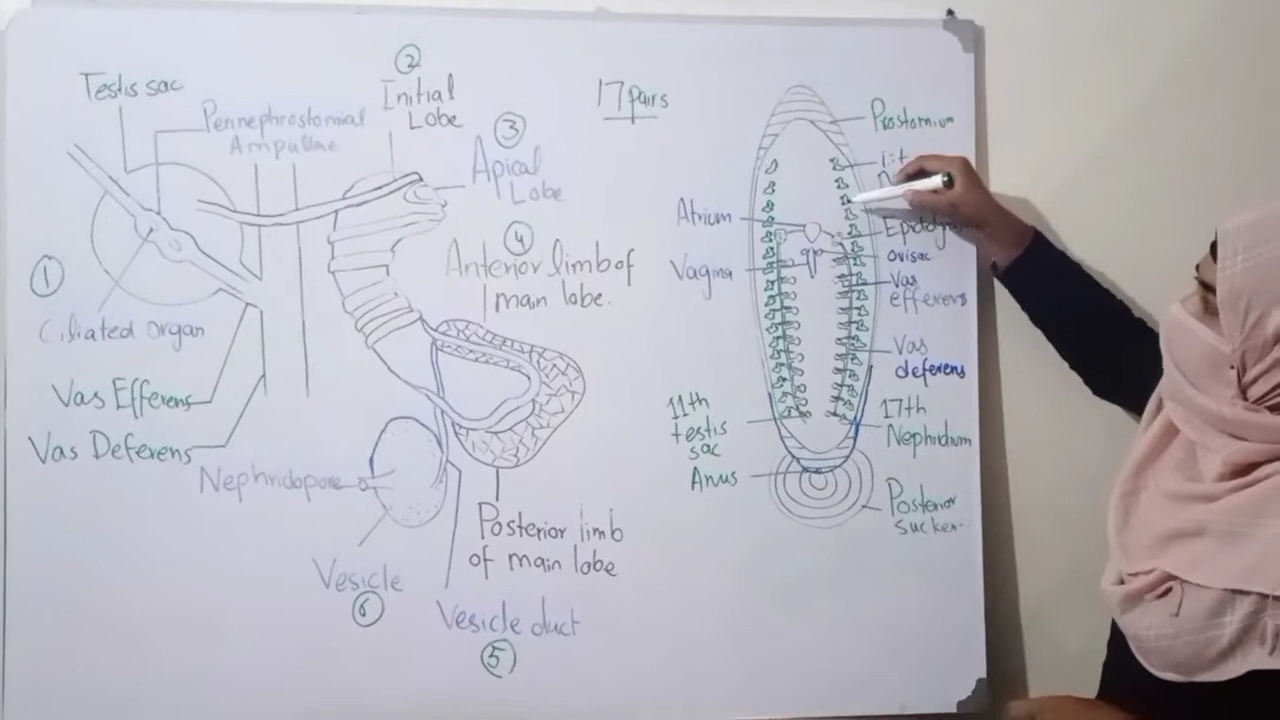 Testis sac
Pennephrostomial
Ampullae
1
Ciliated organ
Vas Efferens
Vas Deferens
Nephridopore
2
Initial
Lobe
3
Apical
Lobe
4
Anterior limb of
main lobe.
Posterior limb
of main lobe
Vesicle
6
Vesicle duct
5
17 pairs
Prostomium
Atrium
Vagina
ovisac
Vas
efferens
Vas
deferens
11th
testis
sac
17th
Nephridium
Anus
Posterior
sucker.